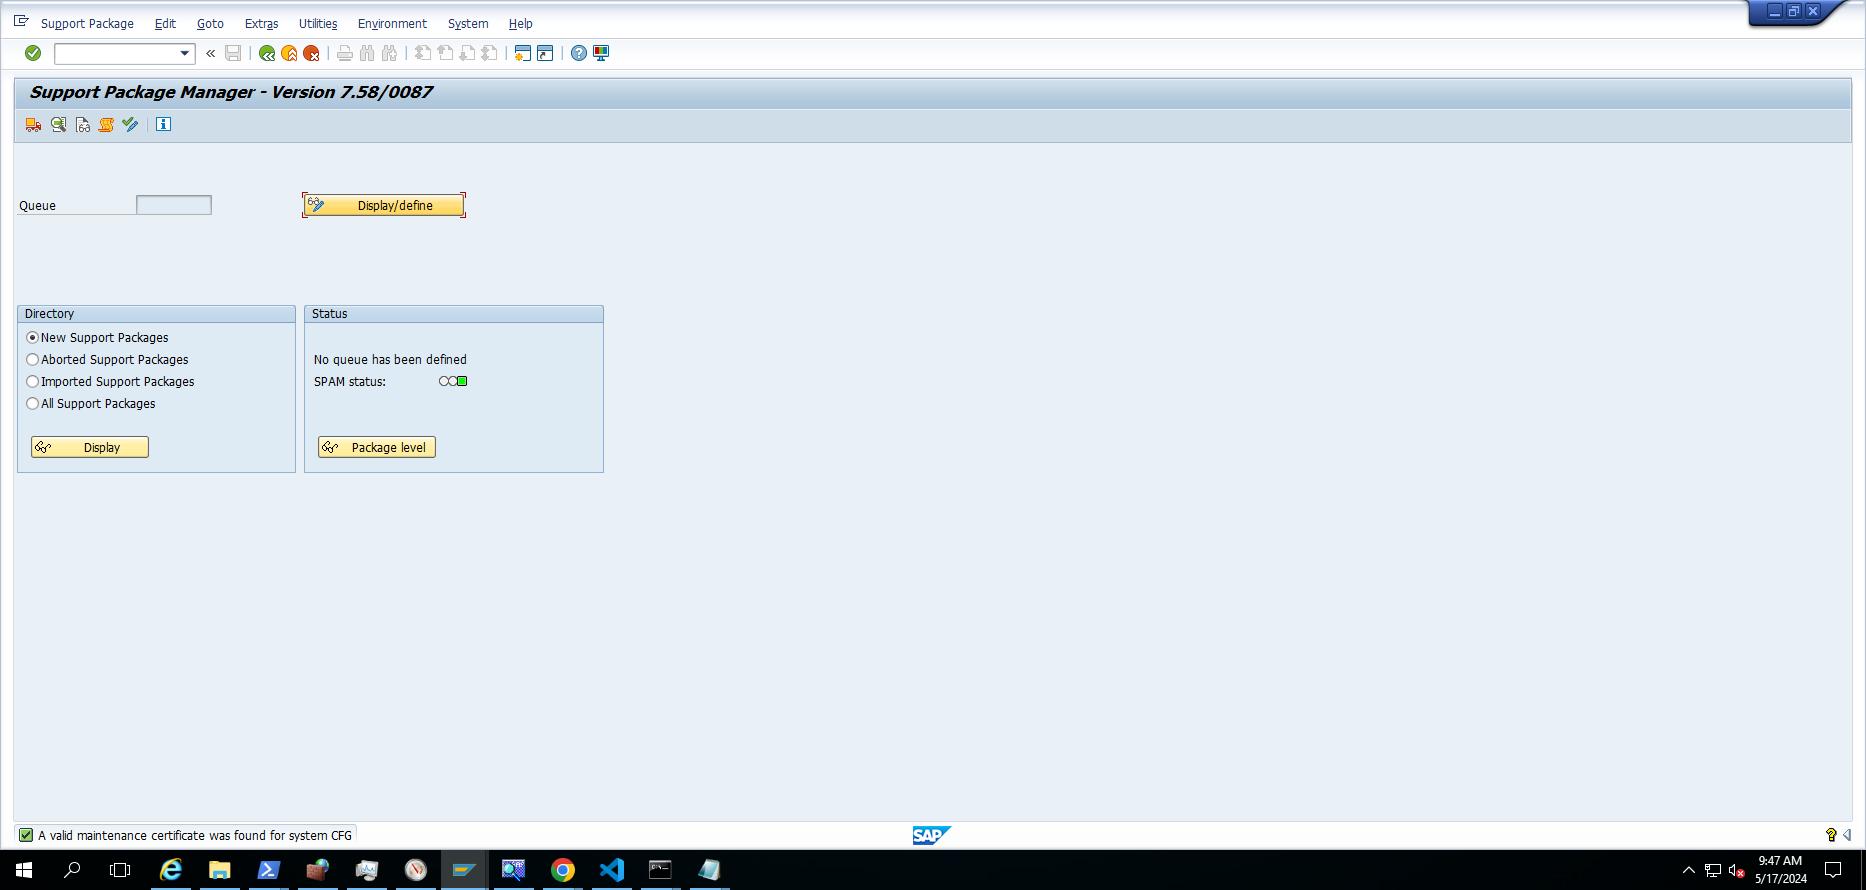 Support Package Edit Goto Extras Utilities Environment System Help
Support Package Manager - Version 7.58/0087
Queue Display/define
Directory Status
New Support Packages
Aborted Support Packages No queue has been defined
Imported Support Packages SPAM status:
All Support Packages
Display Package level
A valid maintenance certificate was found for system CFG SAP
9:47 AM
5/17/2024